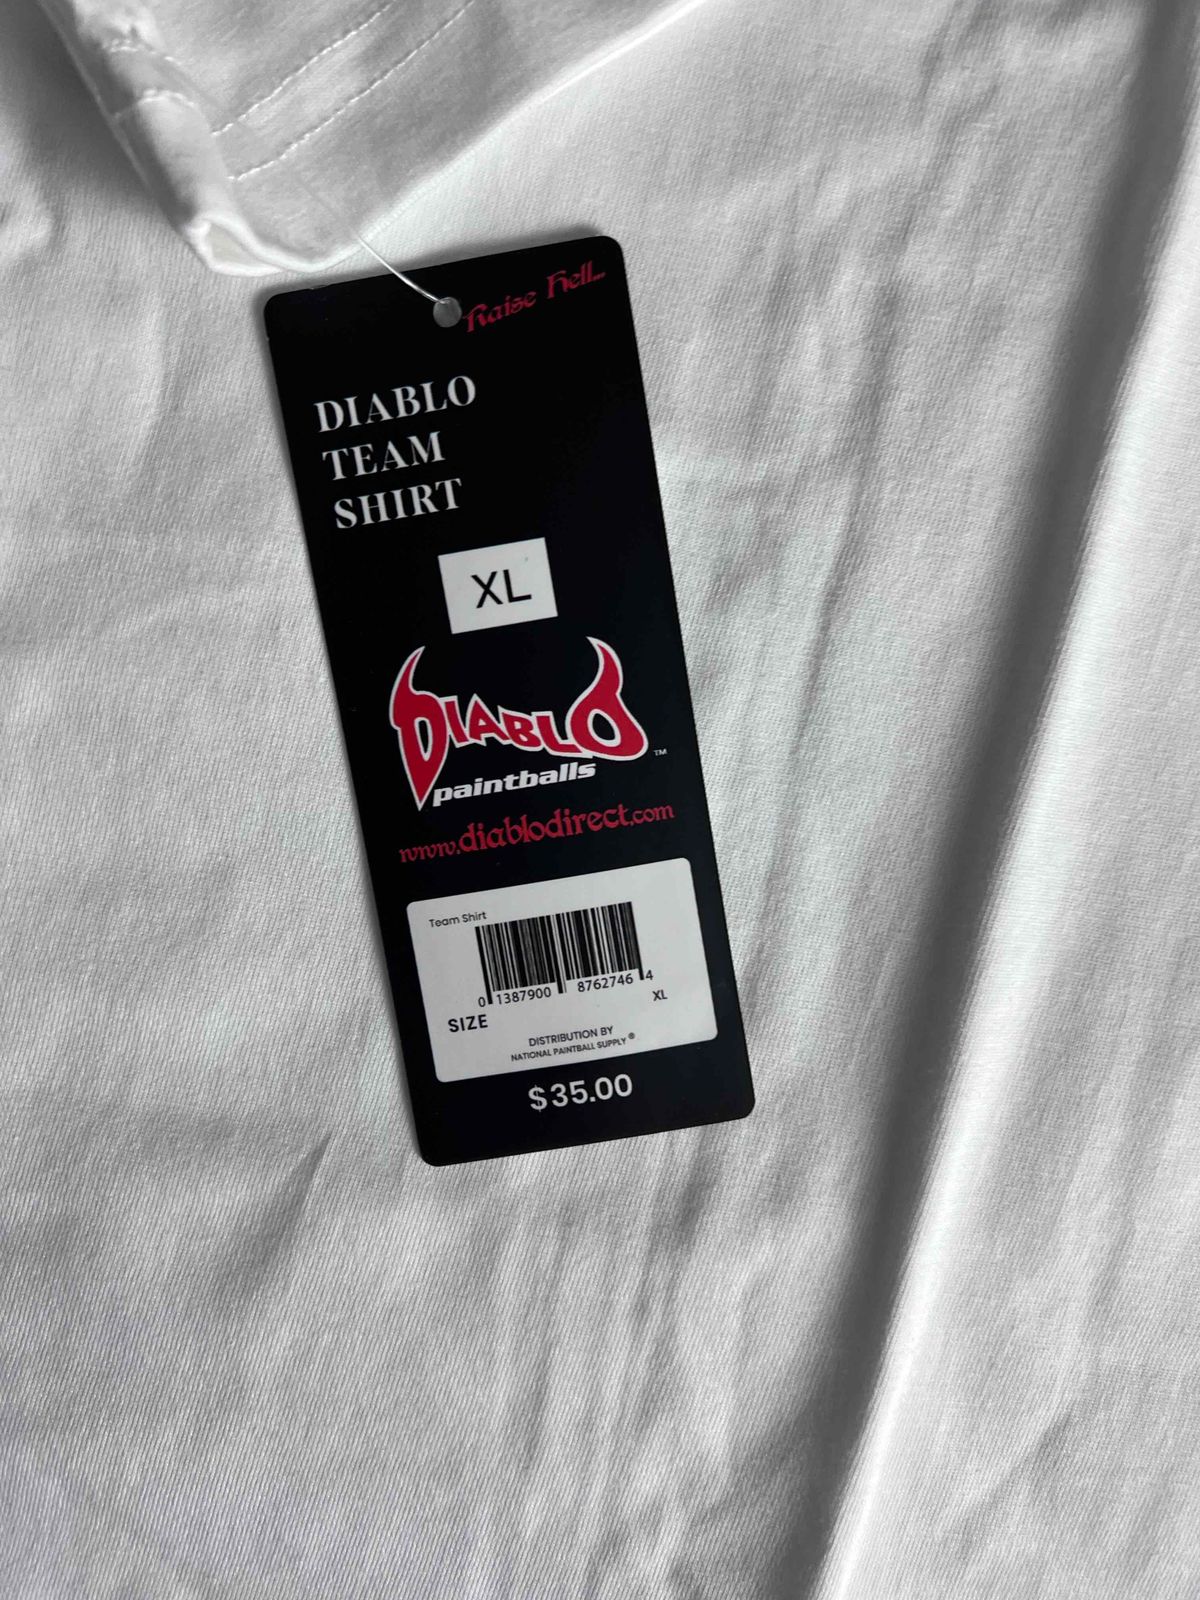 Raise Hell...
DIABLO
TEAM
SHIRT
XL
DIABLO
™
paintballs
www.diablodirect.com
Team Shirt
0 1387900 8762746 4
SIZE XL
DISTRIBUTION BY
NATIONAL PAINTBALL SUPPLY ®
$35.00